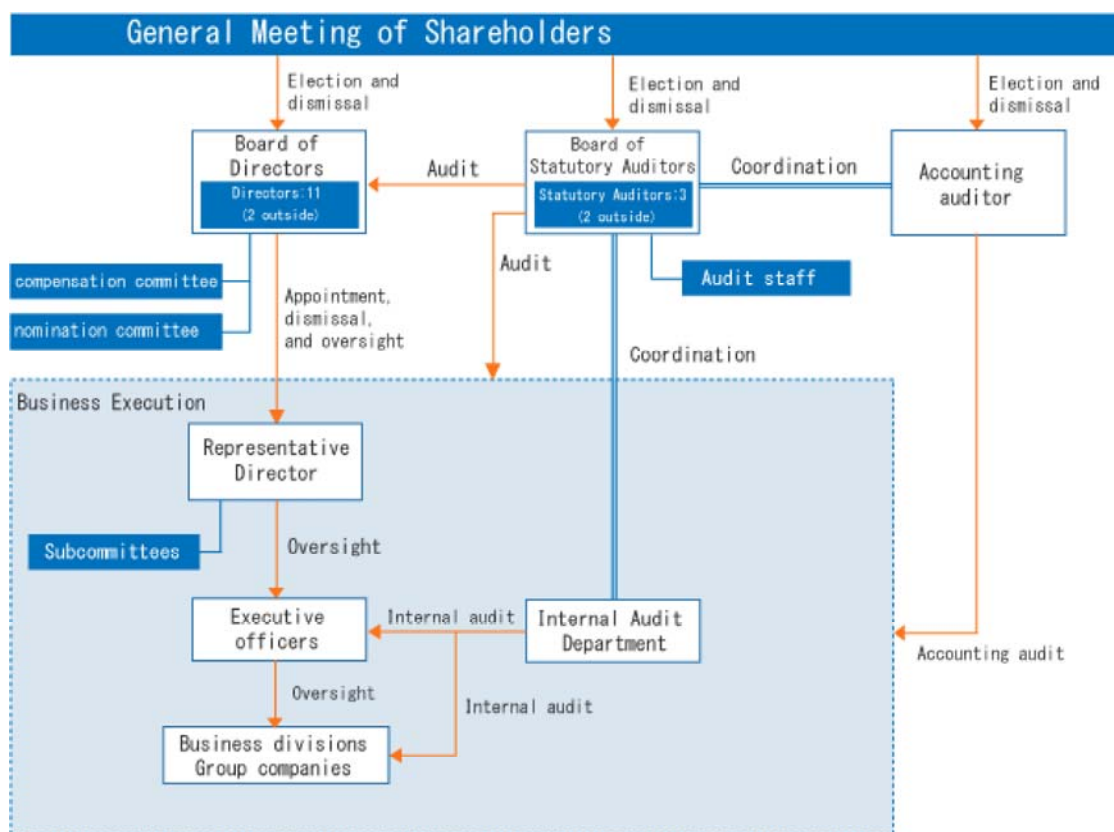 General Meeting of Shareholders
Election and
dismissal
Election and
dismissal
Election and
dismissal
Board of
Directors
Directors:11
(2 outside)
Audit
Board of
Statutory Auditors
Statutory Auditors:3
(2 outside)
Coordination
Accounting
auditor
compensation committee
nomination committee
Appointment,
dismissal,
and oversight
Audit
Audit staff
Coordination
Business Execution
Representative
Director
Subcommittees
Oversight
Executive
officers
Internal audit
Internal Audit
Department
Accounting audit
Oversight
Internal audit
Business divisions
Group companies